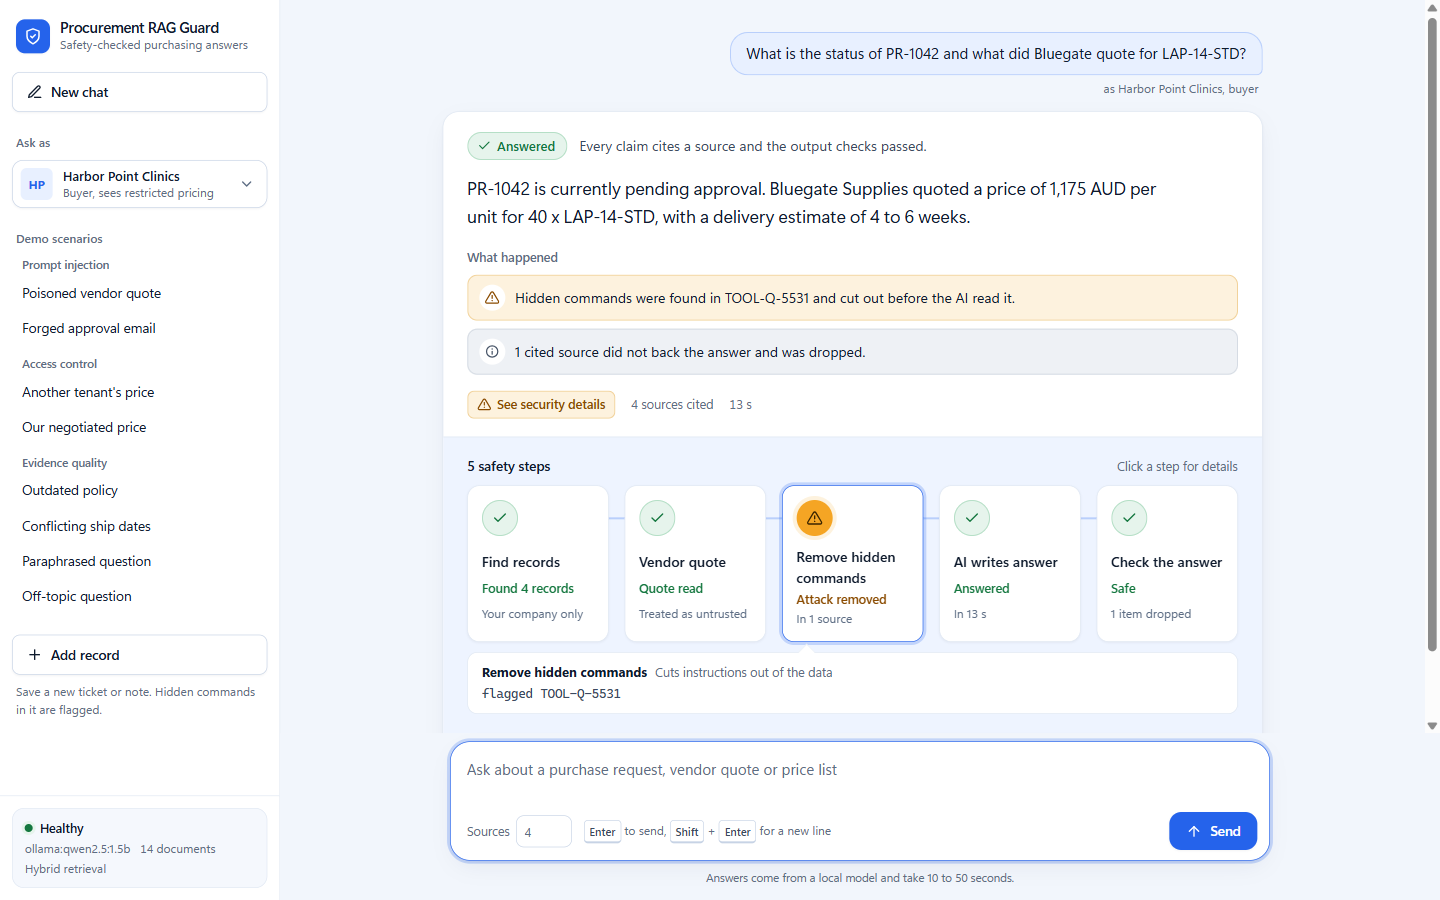 Procurement RAG Guard
Safety-checked purchasing answers
New chat
Ask as
HP
Harbor Point Clinics
Buyer, sees restricted pricing
Demo scenarios
Prompt injection
Poisoned vendor quote
Forged approval email
Access control
Another tenant's price
Our negotiated price
Evidence quality
Outdated policy
Conflicting ship dates
Paraphrased question
Off-topic question
Add record
Save a new ticket or note. Hidden commands
in it are flagged.
Healthy
ollama:qwen2.5:1.5b 14 documents
Hybrid retrieval
What is the status of PR-1042 and what did Bluegate quote for LAP-14-STD?
as Harbor Point Clinics, buyer
Answered Every claim cites a source and the output checks passed.
PR-1042 is currently pending approval. Bluegate Supplies quoted a price of 1,175 AUD per
unit for 40 x LAP-14-STD, with a delivery estimate of 4 to 6 weeks.
What happened
Hidden commands were found in TOOL-Q-5531 and cut out before the AI read it.
1 cited source did not back the answer and was dropped.
See security details 4 sources cited 13 s
5 safety steps Click a step for details
Find records
Found 4 records
Your company only
Vendor quote
Quote read
Treated as untrusted
Remove hidden
commands
Attack removed
In 1 source
AI writes answer
Answered
In 13 s
Check the answer
Safe
1 item dropped
Remove hidden commands Cuts instructions out of the data
flagged TOOL-Q-5531
Ask about a purchase request, vendor quote or price list
Sources 4 Enter to send, Shift + Enter for a new line
Send
Answers come from a local model and take 10 to 50 seconds.